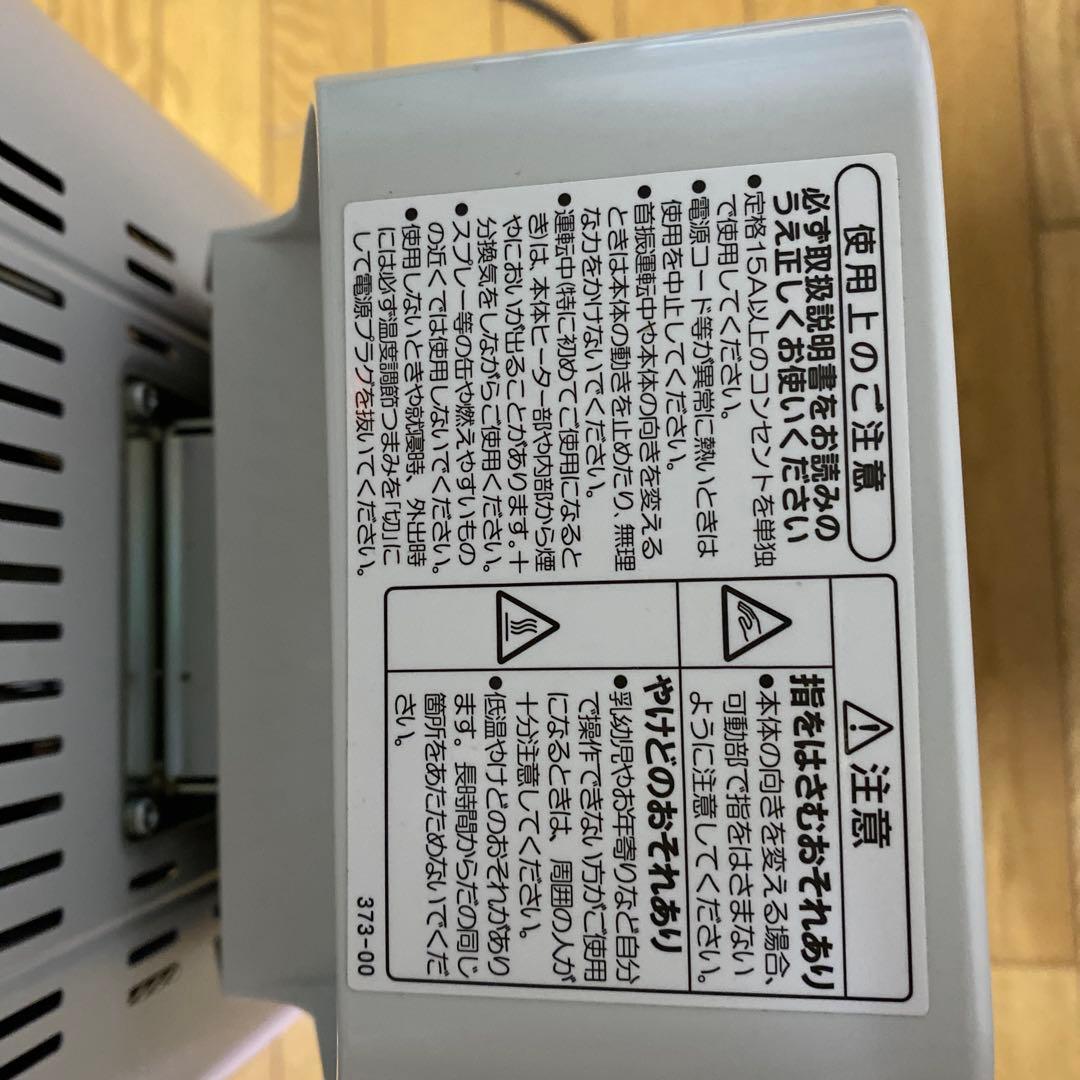 使用上のご注意
必ず取扱説明書をお読みの
うえ正しくお使いください
●定格15A以上のコンセントを単独
で使用してください。
●電源コード等が異常に熱いときは
使用を中止してください。
●首振運転中や本体の向きを変える
ときは本体の動きを止めたり、無理
な力をかけないでください。
●運転中(特に初めてご使用になると
き)は、本体ヒーター部や内部から煙
やにおいが出ることがあります。十
分換気をしながらご使用ください。
●スプレー等の缶や燃えやすいもの
の近くでは使用しないでください。
●使用しないときや就寝時、外出時
には必ず温度調節つまみを「切」に
して電源プラグを抜いてください。
注意
指をはさむおそれあり
●本体の向きを変える場合、
可動部で指をはさまない
ように注意してください。
やけどのおそれあり
●乳幼児やお年寄りなど自分
で操作できない方がご使用
になるときは、周囲の人が
十分注意してください。
●低温やけどのおそれがあり
ます。長時間からだの同じ
箇所をあたためないでくだ
さい。
373-00